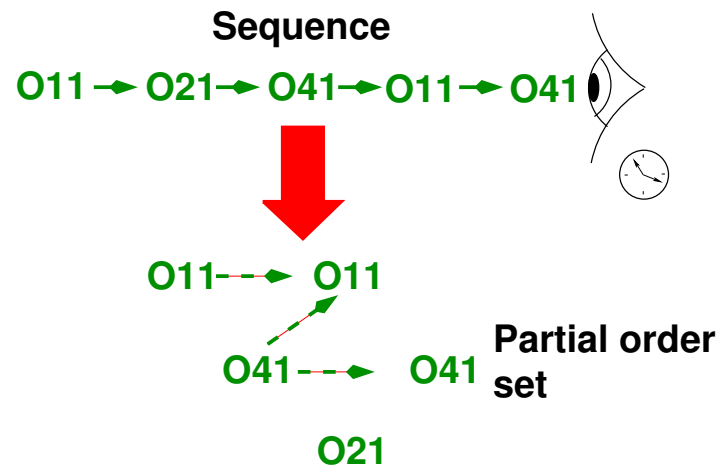 Sequence
O11 O21 O41 O11 O41
O11 O11
O41 O41
Partial order
set
O21